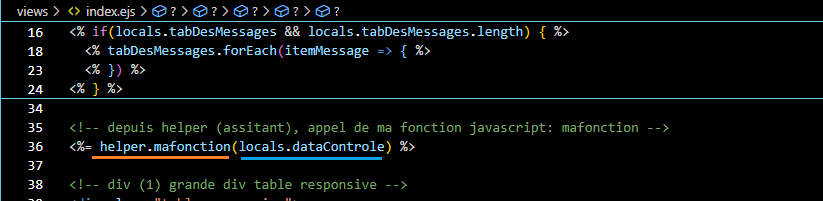 views > <> index.ejs > ? > ? > ? > ? > ?
16 <% if(locals.tabDesMessages && locals.tabDesMessages.length) { %>
18 <% tabDesMessages.forEach(itemMessage => { %>
23 <% }) %>
24 <% } %>
34
35 <!-- depuis helper (assitant), appel de ma fonction javascript: mafonction -->
36 <%= helper.mafonction(locals.dataControle) %>
37
38 <!-- div (1) grande div table responsive -->